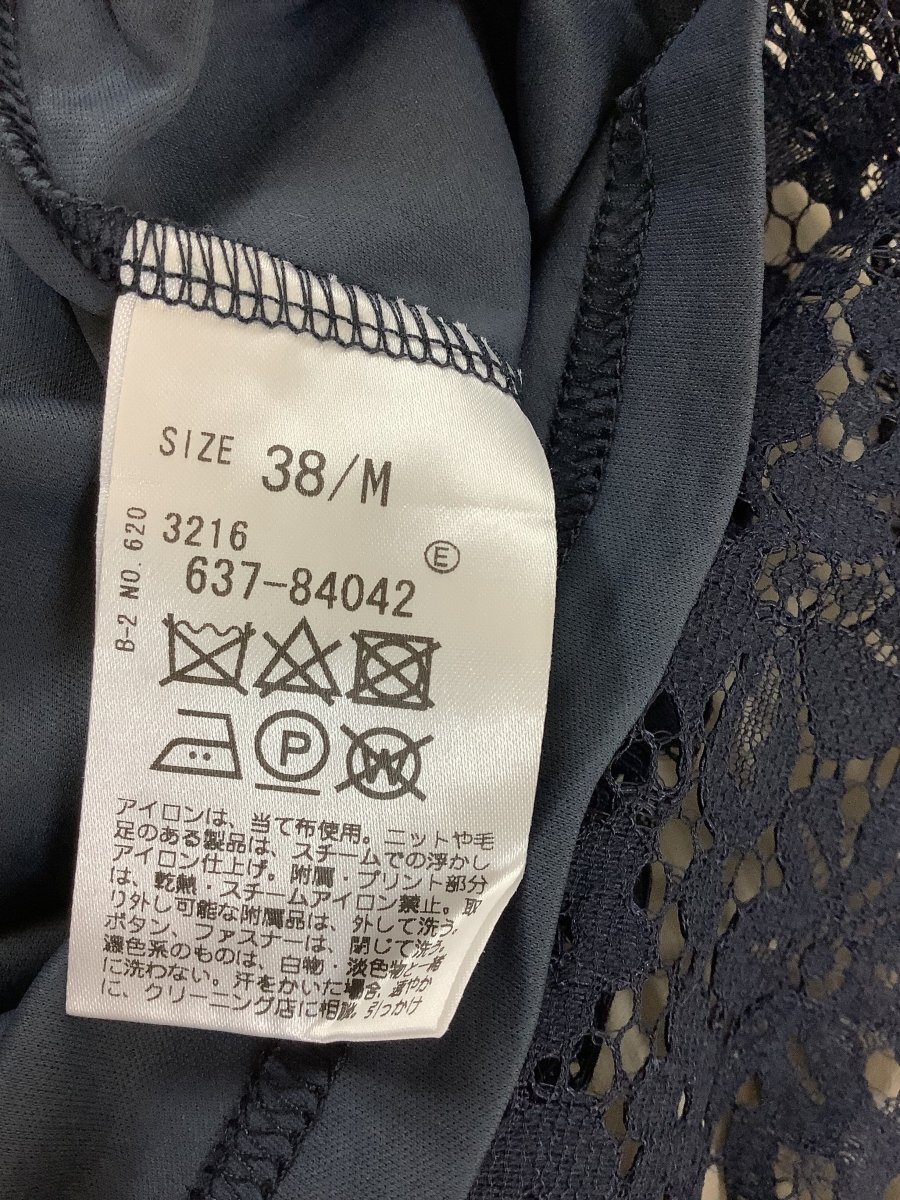 SIZE 38/M
B-2 NO. 620
3216
E
637-84042
P
W
アイロンは、当て布使用。ニットや毛
足のある製品は、スチームでの浮かし
アイロン仕上げ。附属・プリント部分
は、乾熱・スチームアイロン禁止。取
り外し可能な附属品は、外して洗う。
ボタン、ファスナーは、閉じて洗う。
濃色系のものは、白物・淡色物と一緒
に洗わない。汗をかいた場合、速やか
に、クリーニング店に相談。引っかけ